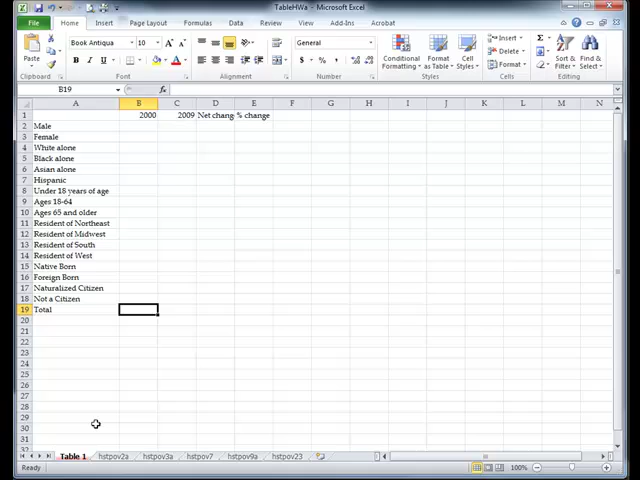 TableHWa - Microsoft Excel
File Home Insert Page Layout Formulas Data Review View Add-Ins Acrobat
Book Antiqua 10 General Insert
Paste Conditional Formatting Format Table Cell Styles Delete Format
Clipboard Font Alignment Number Styles Cells Editing
B19 fx
A B C D E F G H I J K L M N
1 2000 2009 Net chang % change
2 Male
3 Female
4 White alone
5 Black alone
6 Asian alone
7 Hispanic
8 Under 18 years of age
9 Ages 18-64
10 Ages 65 and older
11 Resident of Northeast
12 Resident of Midwest
13 Resident of South
14 Resident of West
15 Native Born
16 Foreign Born
17 Naturalized Citizen
18 Not a Citizen
19 Total
20
21
22
23
24
25
26
27
28
29
30
31
32
Table 1 hstpov2a hstpov3a hstpov7 hstpov9a hstpov23
Ready 100%